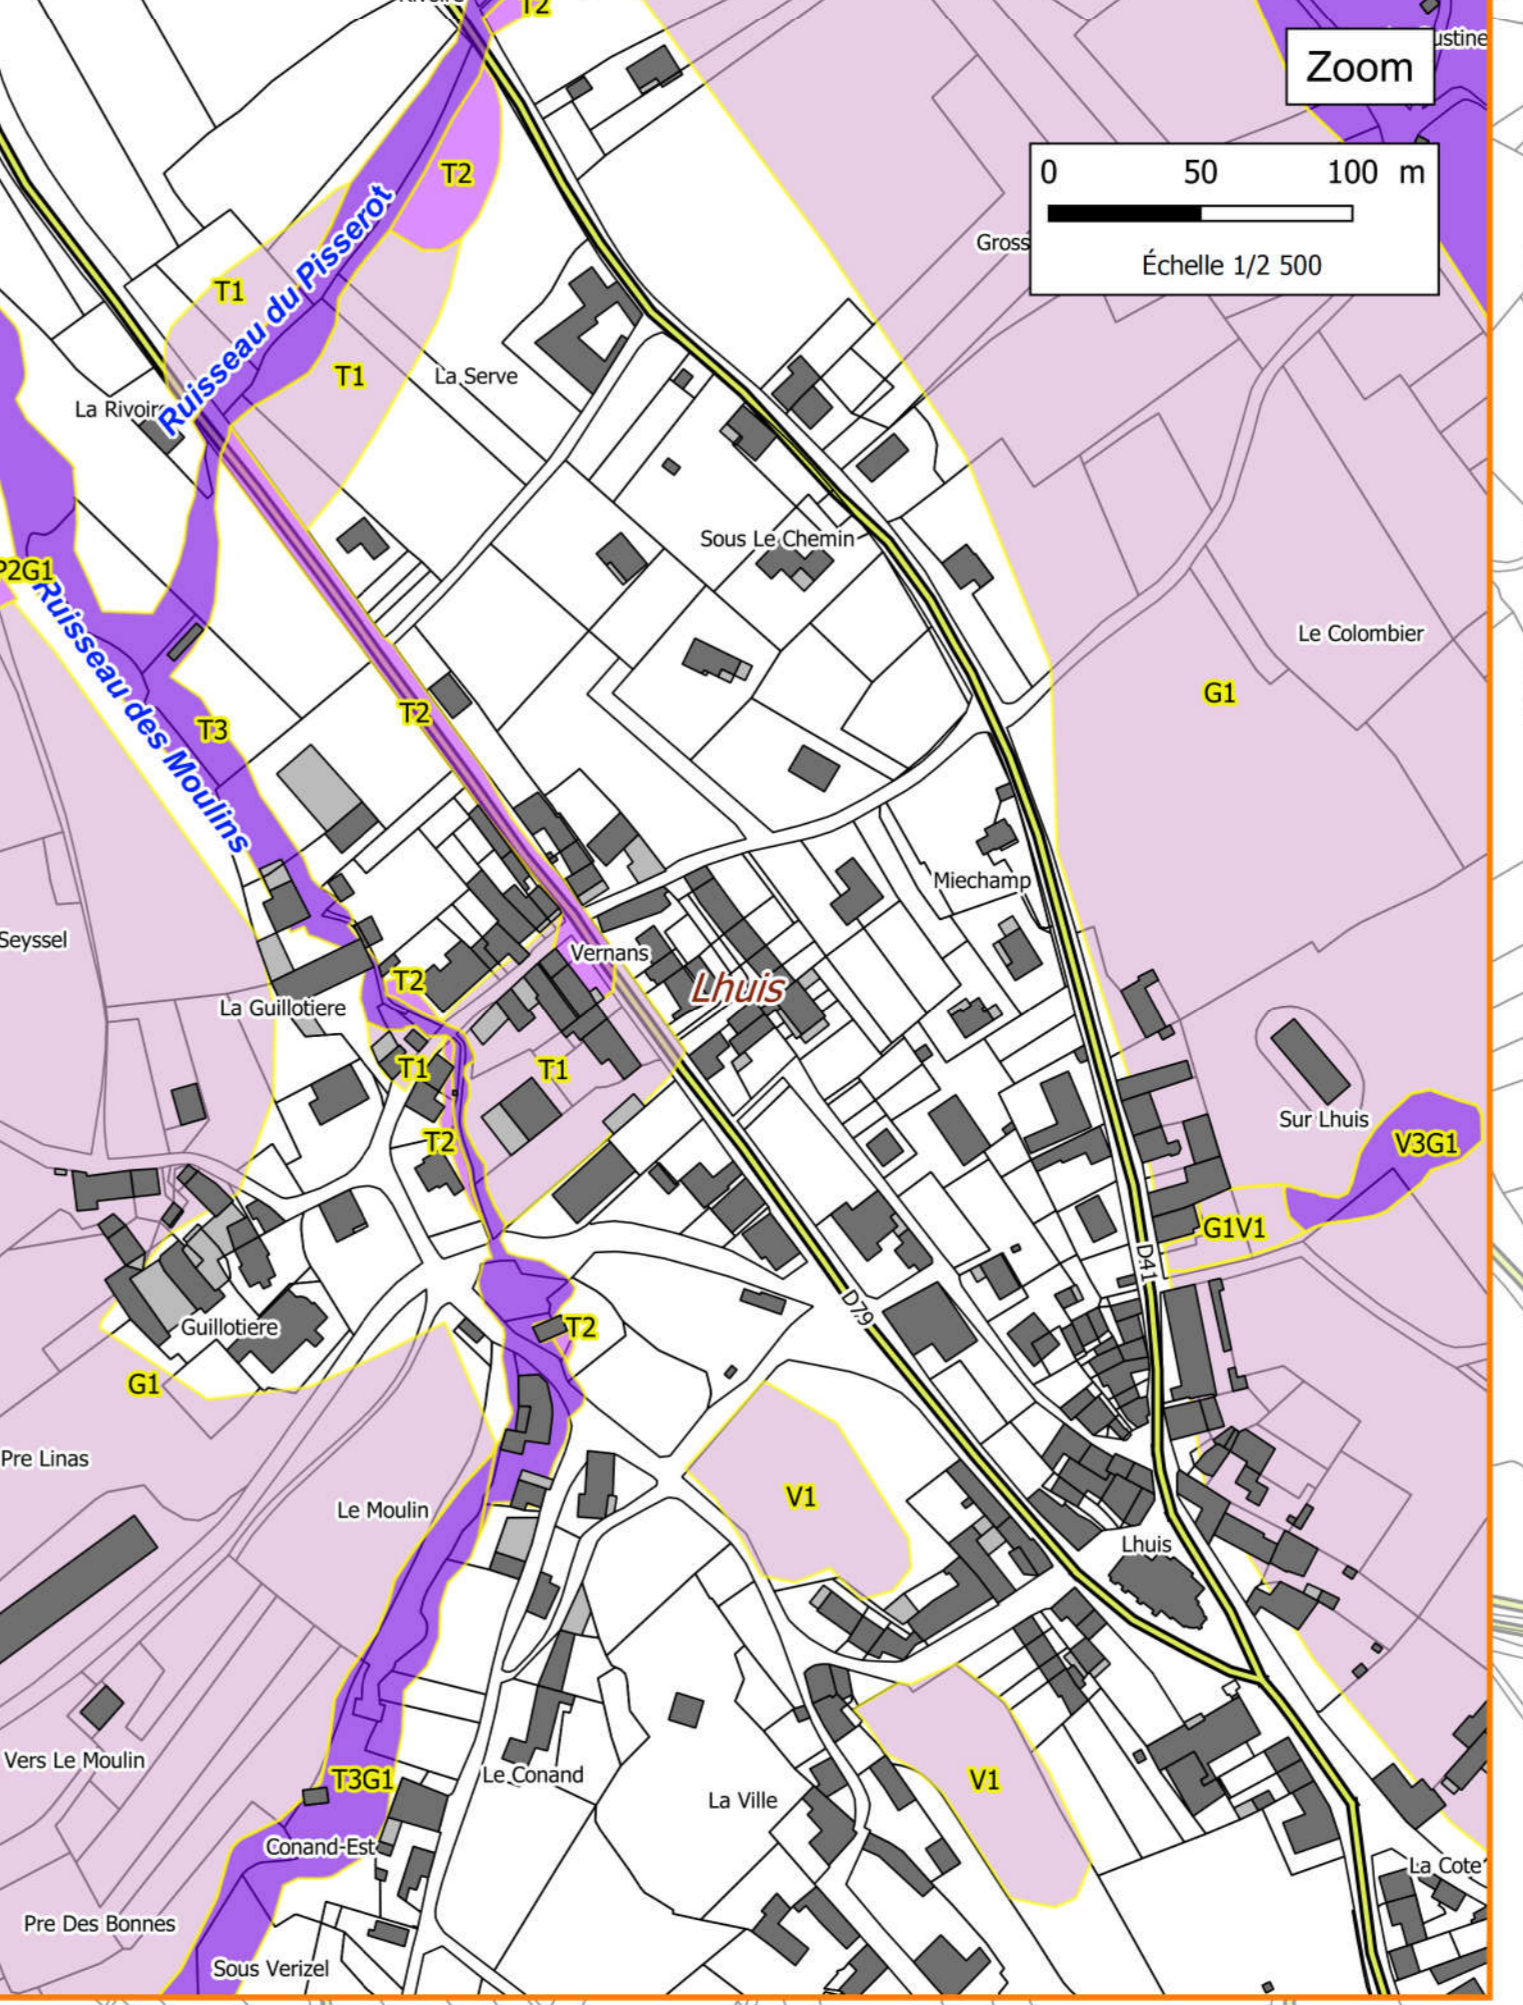 T2
Zoom
0 50 100 m
Échelle 1/2 500
T2
Gross
T1
Ruisseau du Pisserot
T1
La Serve
La Rivoire
Sous Le Chemin
P2G1
Ruisseau des Moulins
Le Colombier
G1
T2
T3
Miechamp
Seyssel
Vernans
T2
Lhuis
La Guillotiere
T1
T1
Sur Lhuis
T2
V3G1
G1V1
D41
D79
Guillotiere
T2
G1
Pre Linas
V1
Le Moulin
Lhuis
Vers Le Moulin
T3G1
Le Conand
V1
La Ville
Conand-Est
La Cote
Pre Des Bonnes
Sous Verizel